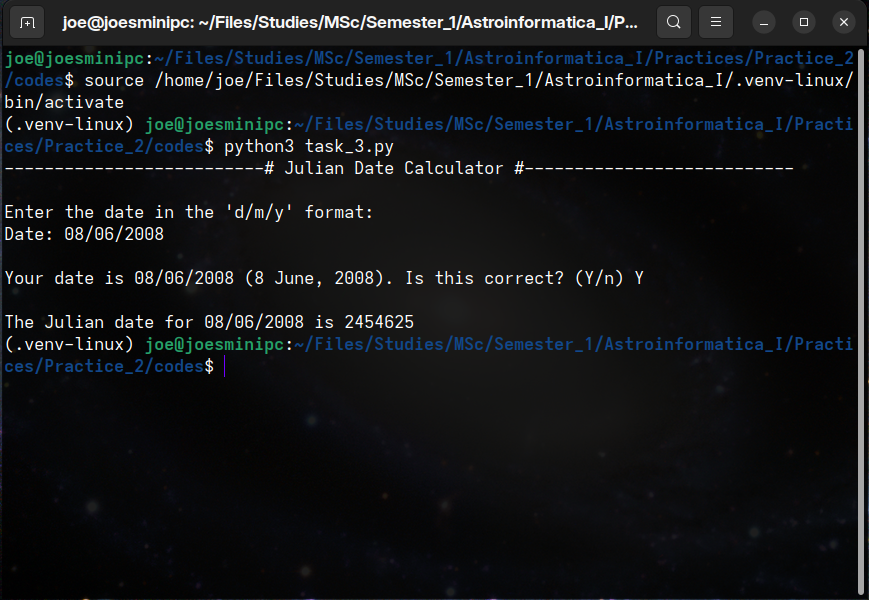 joe@joesminipc: ~/Files/Studies/MSc/Semester_1/Astroinformatica_I/P...
joe@joesminipc:~/Files/Studies/MSc/Semester_1/Astroinformatica_I/Practices/Practice_2
/codes$ source /home/joe/Files/Studies/MSc/Semester_1/Astroinformatica_I/.venv-linux/
bin/activate
(.venv-linux) joe@joesminipc:~/Files/Studies/MSc/Semester_1/Astroinformatica_I/Practi
ces/Practice_2/codes$ python3 task_3.py
--------------------------# Julian Date Calculator #---------------------------
Enter the date in the 'd/m/y' format:
Date: 08/06/2008
Your date is 08/06/2008 (8 June, 2008). Is this correct? (Y/n) Y
The Julian date for 08/06/2008 is 2454625
(.venv-linux) joe@joesminipc:~/Files/Studies/MSc/Semester_1/Astroinformatica_I/Practi
ces/Practice_2/codes$